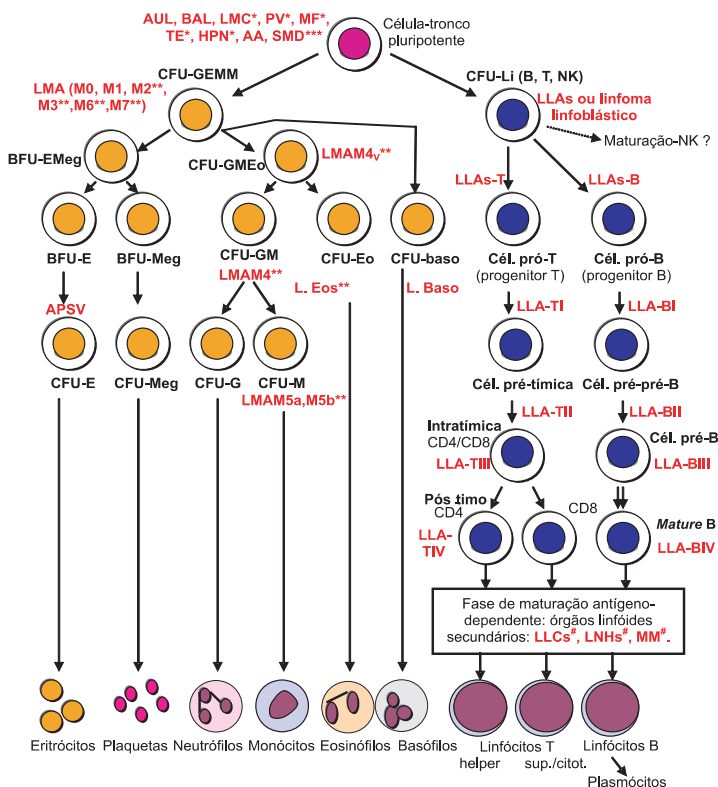 AUL, BAL, LMC*, PV*, MF*,
TE*, HPN*, AA, SMD***
Célula-tronco
pluripotente
CFU-GEMM
CFU-Li (B, T, NK)
LMA (M0, M1, M2**,
M3**,M6**,M7**)
LLAs ou linfoma
linfoblástico
Maturação-NK ?
BFU-EMeg
CFU-GMEo
LMAM4v**
LLAs-T
LLAs-B
BFU-E
BFU-Meg
CFU-GM
CFU-Eo
CFU-baso
Cél. pró-T
(progenitor T)
Cél. pró-B
(progenitor B)
LMAM4**
L. Eos**
L. Baso
APSV
LLA-TI
LLA-BI
CFU-E
CFU-Meg
CFU-G
CFU-M
Cél. pré-tímica
Cél. pré-pré-B
LMAM5a,M5b**
LLA-TII
LLA-BII
Intratímica
CD4/CD8
Cél. pré-B
LLA-TIII
LLA-BIII
Pós timo
CD4
CD8
Mature B
LLA-
TIV
LLA-BIV
Fase de maturação antígeno-
dependente: órgãos linfóides
secundários: LLCs#, LNHs#, MM#.
Eritrócitos
Plaquetas
Neutrófilos
Monócitos
Eosinófilos
Basófilos
Linfócitos T
helper
sup./citot.
Linfócitos B
Plasmócitos